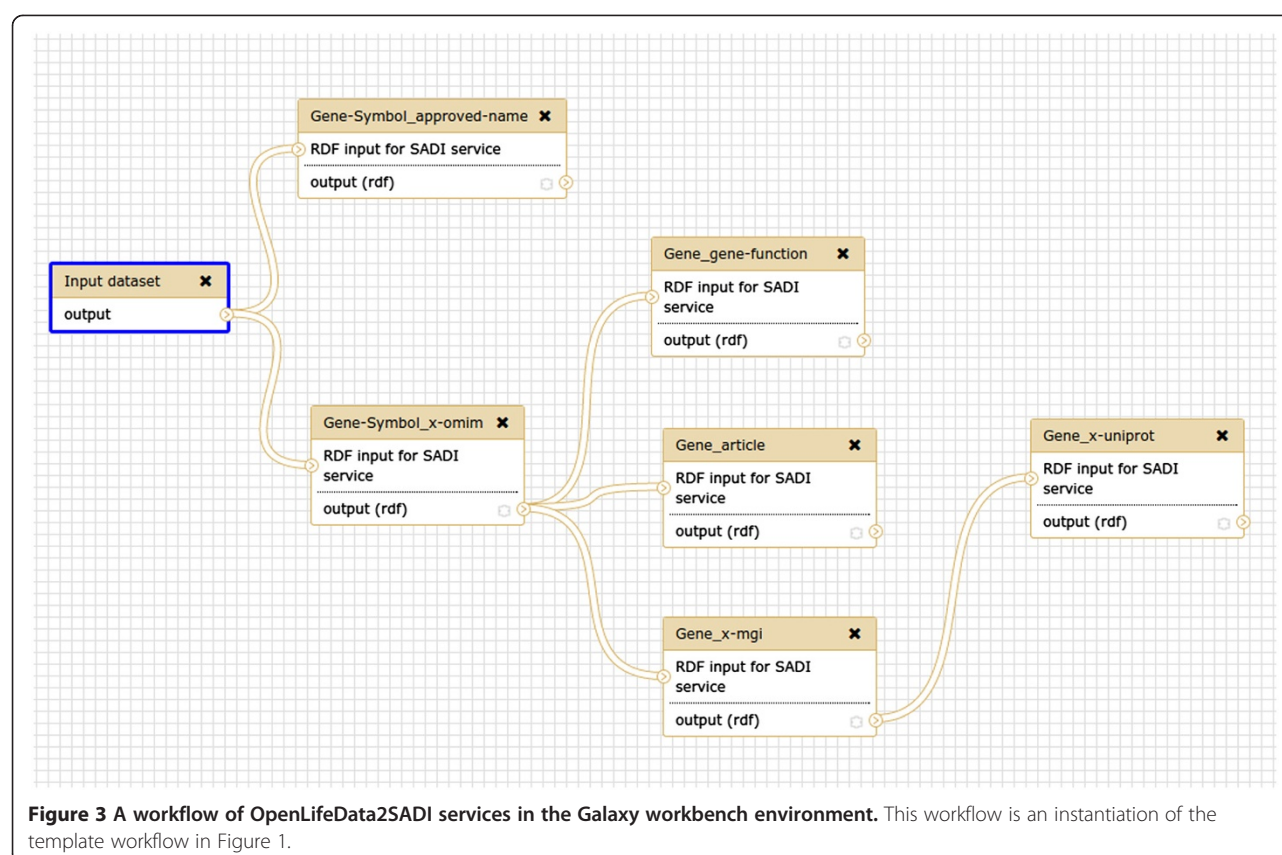 Gene-Symbol_approved-name ✖
RDF input for SADI service
output (rdf)
Input dataset ✖
output
Gene_gene-function ✖
RDF input for SADI
service
output (rdf)
Gene-Symbol_x-omim ✖
RDF input for SADI
service
output (rdf)
Gene_article ✖
RDF input for SADI
service
output (rdf)
Gene_x-uniprot ✖
RDF input for SADI
service
output (rdf)
Gene_x-mgi ✖
RDF input for SADI
service
output (rdf)
Figure 3 A workflow of OpenLifeData2SADI services in the Galaxy workbench environment. This workflow is an instantiation of the
template workflow in Figure 1.